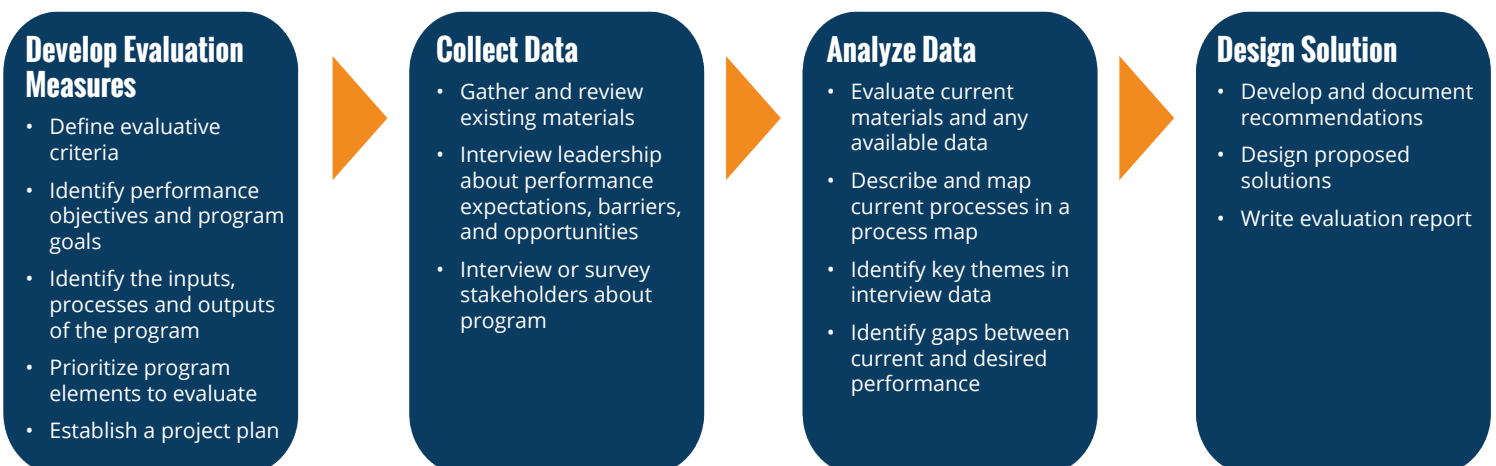 Develop Evaluation
Measures
• Define evaluative
criteria
• Identify performance
objectives and program
goals
• Identify the inputs,
processes and outputs
of the program
• Prioritize program
elements to evaluate
• Establish a project plan
Collect Data
• Gather and review
existing materials
• Interview leadership
about performance
expectations, barriers,
and opportunities
• Interview or survey
stakeholders about
program
Analyze Data
• Evaluate current
materials and any
available data
• Describe and map
current processes in a
process map
• Identify key themes in
interview data
• Identify gaps between
current and desired
performance
Design Solution
• Develop and document
recommendations
• Design proposed
solutions
• Write evaluation report